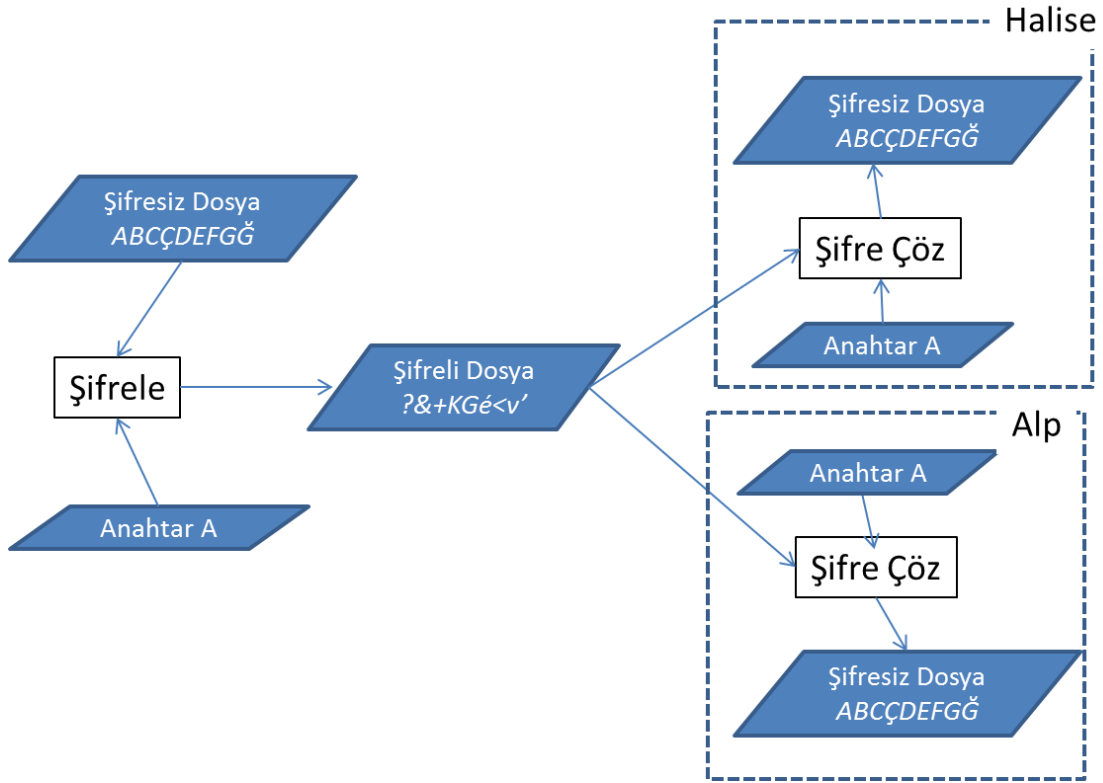 Şifresiz Dosya
ABCÇDEFGĞ
Şifrele
Anahtar A
Şifreli Dosya
?&+KGé<v’
Halise
Şifresiz Dosya
ABCÇDEFGĞ
Şifre Çöz
Anahtar A
Alp
Anahtar A
Şifre Çöz
Şifresiz Dosya
ABCÇDEFGĞ